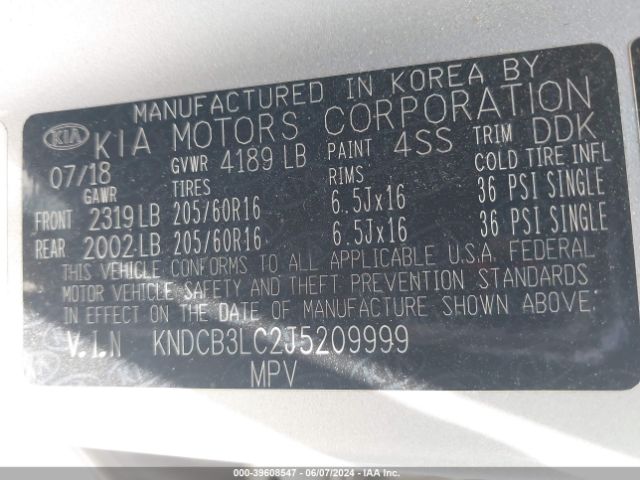 MANUFACTURED IN KOREA BY
KIA KIA MOTORS CORPORATION
07/18 GVWR 4189 LB PAINT 4SS TRIM DDK
GAWR TIRES RIMS COLD TIRE INFL
FRONT 2319 LB 205/60R16 6.5Jx16 36 PSI SINGLE
REAR 2002 LB 205/60R16 6.5Jx16 36 PSI SINGLE
THIS VEHICLE CONFORMS TO ALL APPLICABLE U.S.A. FEDERAL
MOTOR VEHICLE SAFETY AND THEFT PREVENTION STANDARDS
IN EFFECT ON THE DATE OF MANUFACTURE SHOWN ABOVE.
V.I.N KNDCB3LC2J5209999
MPV
000-39608547 - 06/07/2024 - IAAI.COM